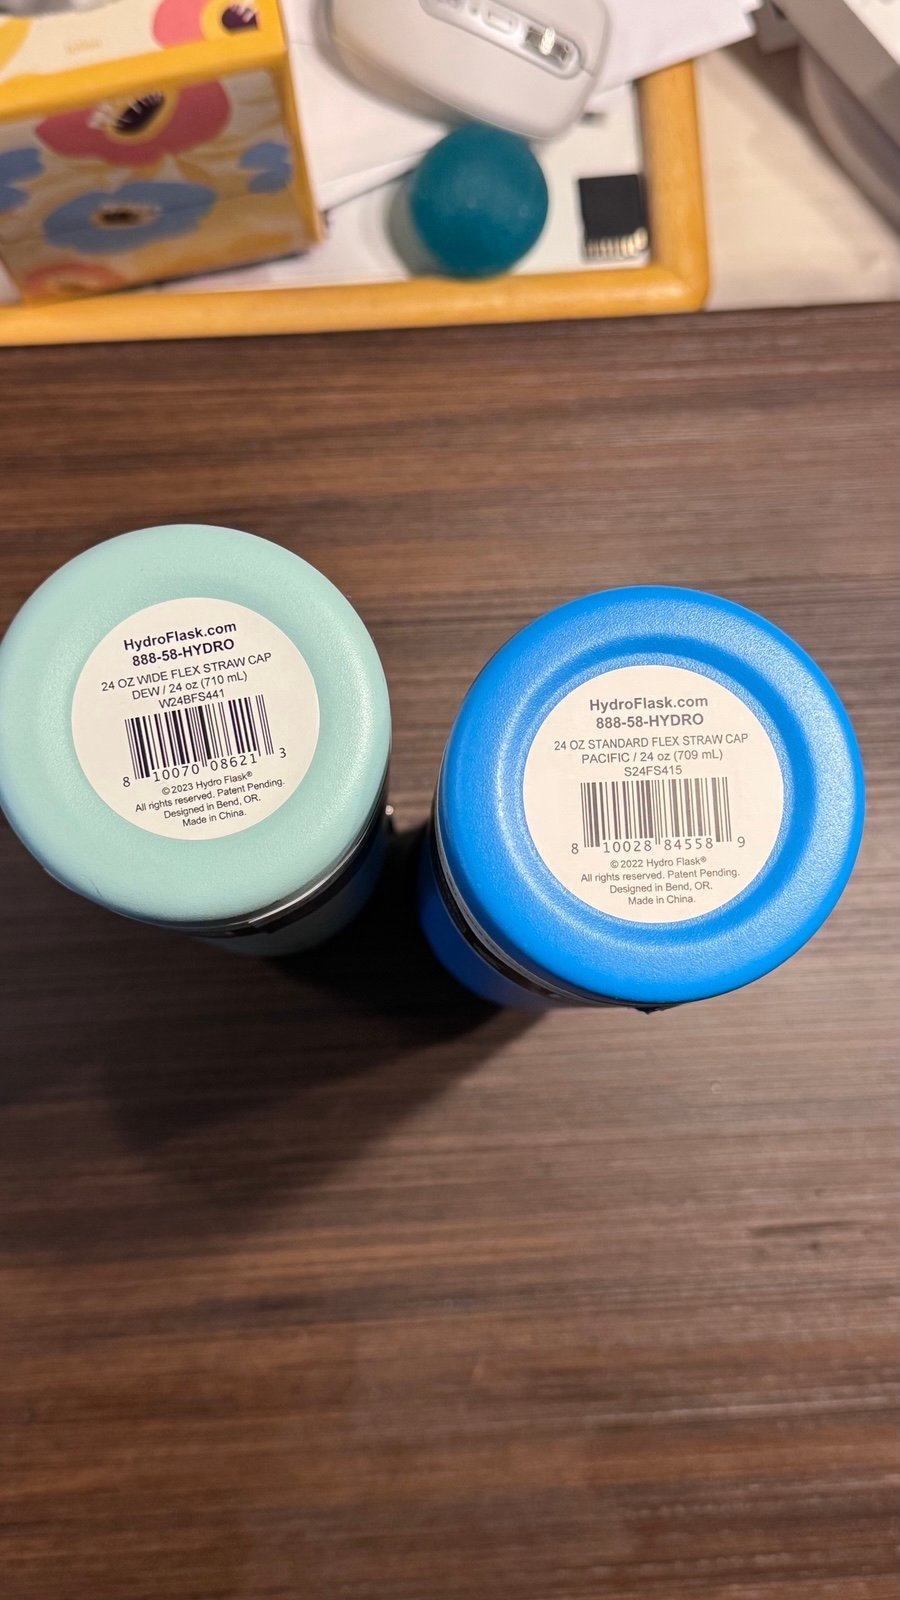 HydroFlask.com
888-58-HYDRO
24 OZ WIDE FLEX STRAW CAP
DEW / 24 oz (710 mL)
W24BFS441
8 10070 08621 3
© 2023 Hydro Flask®
All rights reserved. Patent Pending.
Designed in Bend, OR.
Made in China.
HydroFlask.com
888-58-HYDRO
24 OZ STANDARD FLEX STRAW CAP
PACIFIC / 24 oz (709 mL)
S24FS415
8 10028 84558 9
© 2022 Hydro Flask®
All rights reserved. Patent Pending.
Designed in Bend, OR.
Made in China.